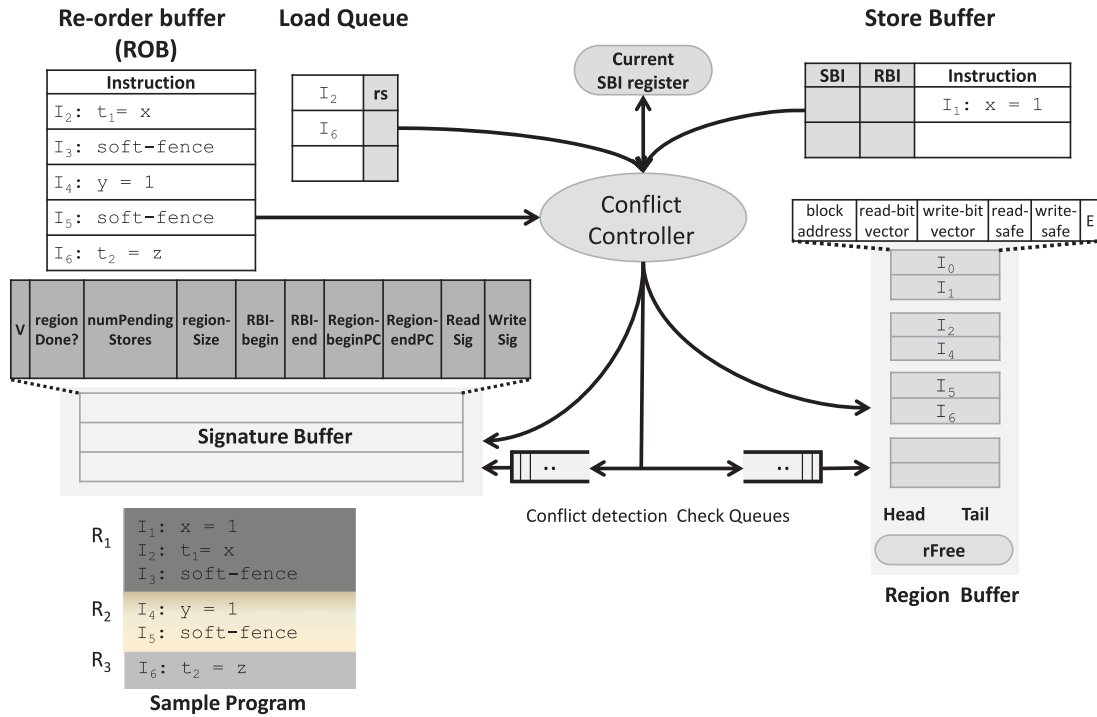 Re-order buffer
(ROB)
Instruction
I2: t1= x
I3: soft-fence
I4: y = 1
I5: soft-fence
I6: t2 = z
Load Queue
I2 rs
I6
Current
SBI register
Store Buffer
SBI RBI Instruction
I1: x = 1
Conflict
Controller
block
address
read-bit
vector
write-bit
vector
read-
safe
write-
safe
E
I0
I1
I2
I4
I5
I6
Head Tail
rFree
Region Buffer
V
region
Done?
numPending
Stores
region-
Size
RBI-
begin
RBI-
end
Region-
beginPC
Region-
endPC
Read
Sig
Write
Sig
Signature Buffer
..
..
Conflict detection Check Queues
R1
I1: x = 1
I2: t1= x
I3: soft-fence
R2
I4: y = 1
I5: soft-fence
R3
I6: t2 = z
Sample Program